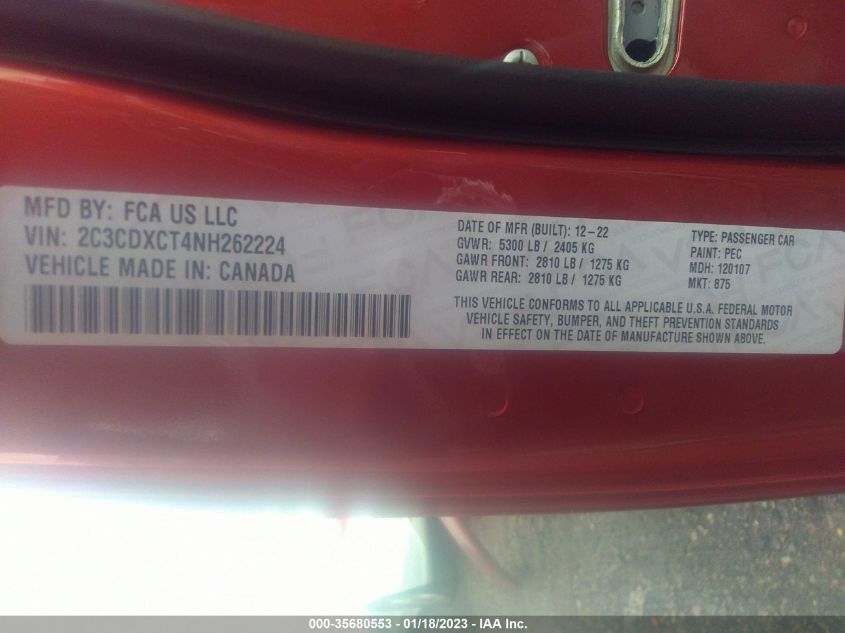 MFD BY: FCA US LLC
VIN: 2C3CDXCT4NH262224
VEHICLE MADE IN: CANADA
DATE OF MFR (BUILT): 12-22
GVWR: 5300 LB / 2405 KG
GAWR FRONT: 2810 LB / 1275 KG
GAWR REAR: 2810 LB / 1275 KG
TYPE: PASSENGER CAR
PAINT: PEC
MDH: 120107
MKT: 875
THIS VEHICLE CONFORMS TO ALL APPLICABLE U.S.A. FEDERAL MOTOR
VEHICLE SAFETY, BUMPER, AND THEFT PREVENTION STANDARDS
IN EFFECT ON THE DATE OF MANUFACTURE SHOWN ABOVE.
000-35680553 - 01/18/2023 - IAA Inc.